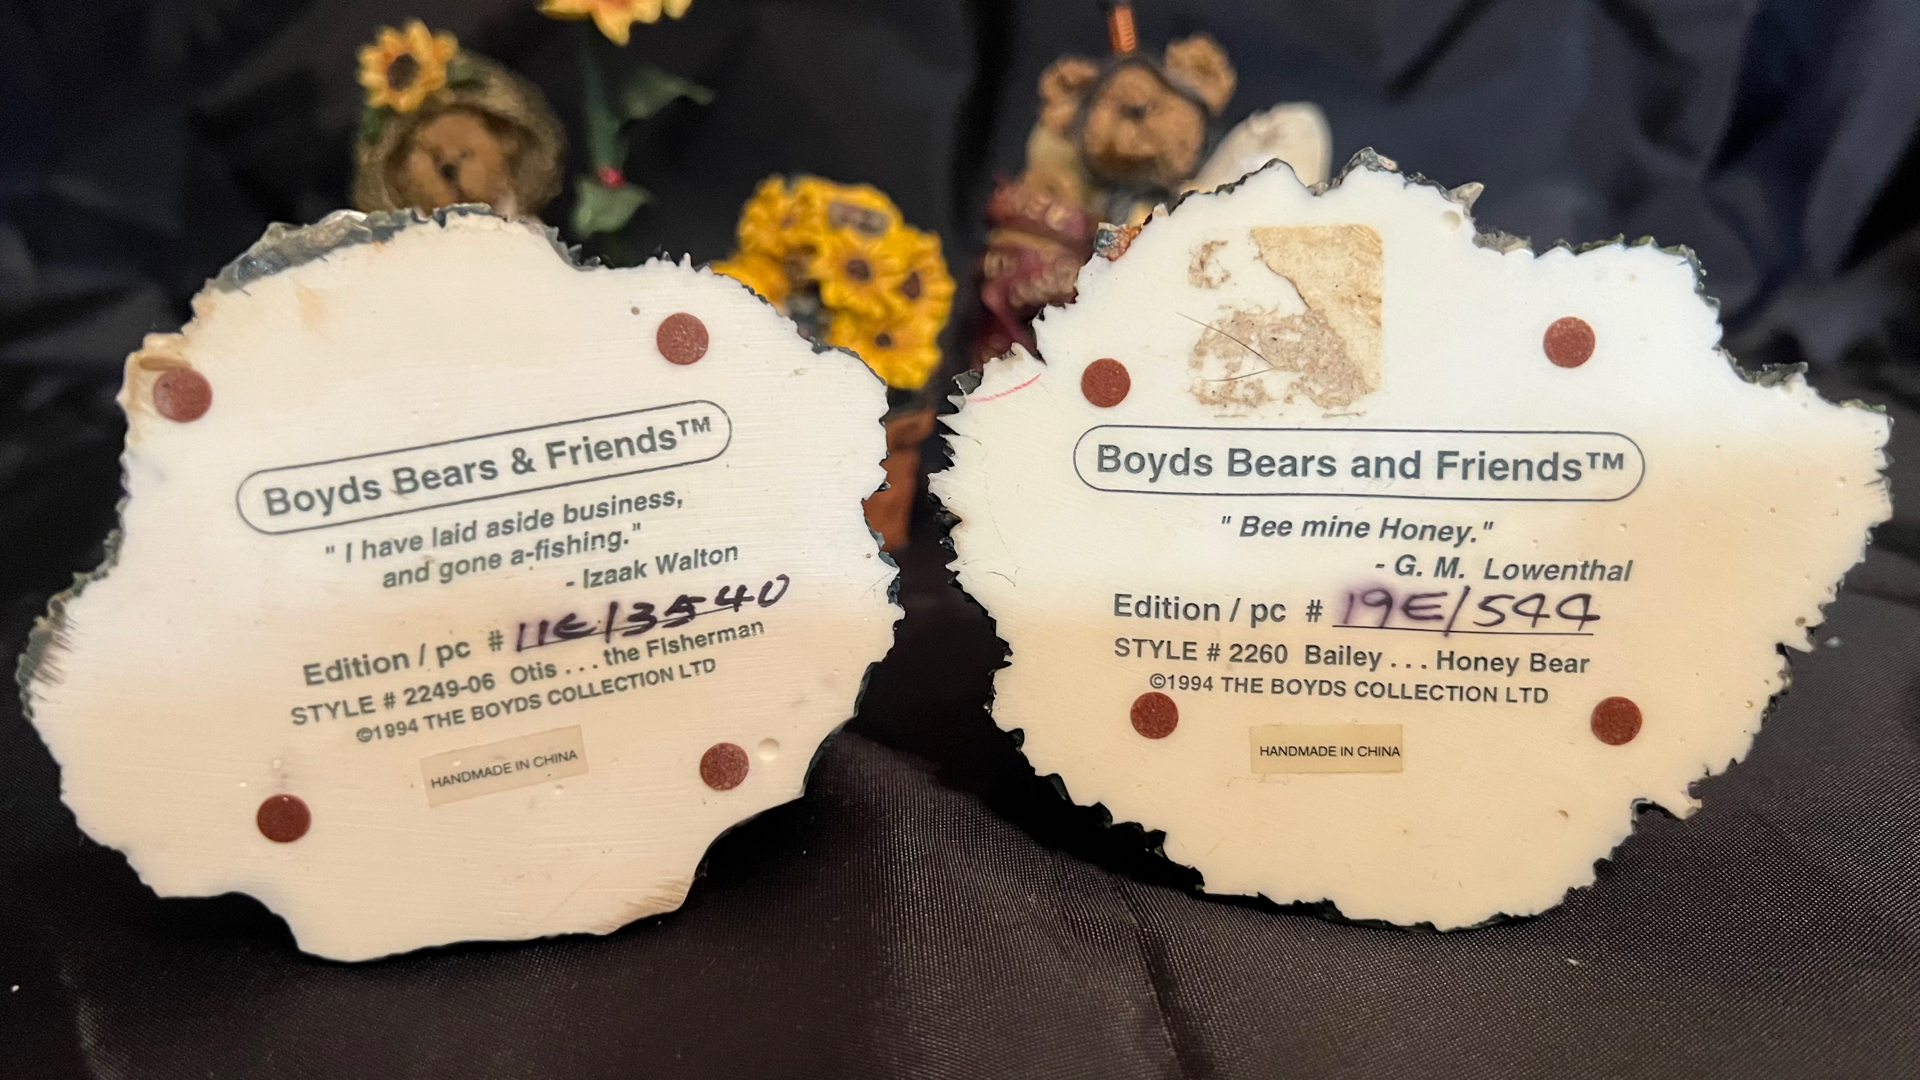 Boyds Bears & Friends™
" I have laid aside business,
and gone a-fishing."
- Izaak Walton
Edition / pc # 11E/3540
STYLE # 2249-06 Otis . . . the Fisherman
©1994 THE BOYDS COLLECTION LTD
HANDMADE IN CHINA
Boyds Bears and Friends™
" Bee mine Honey."
- G. M. Lowenthal
Edition / pc # 19E/544
STYLE # 2260 Bailey . . . Honey Bear
©1994 THE BOYDS COLLECTION LTD
HANDMADE IN CHINA